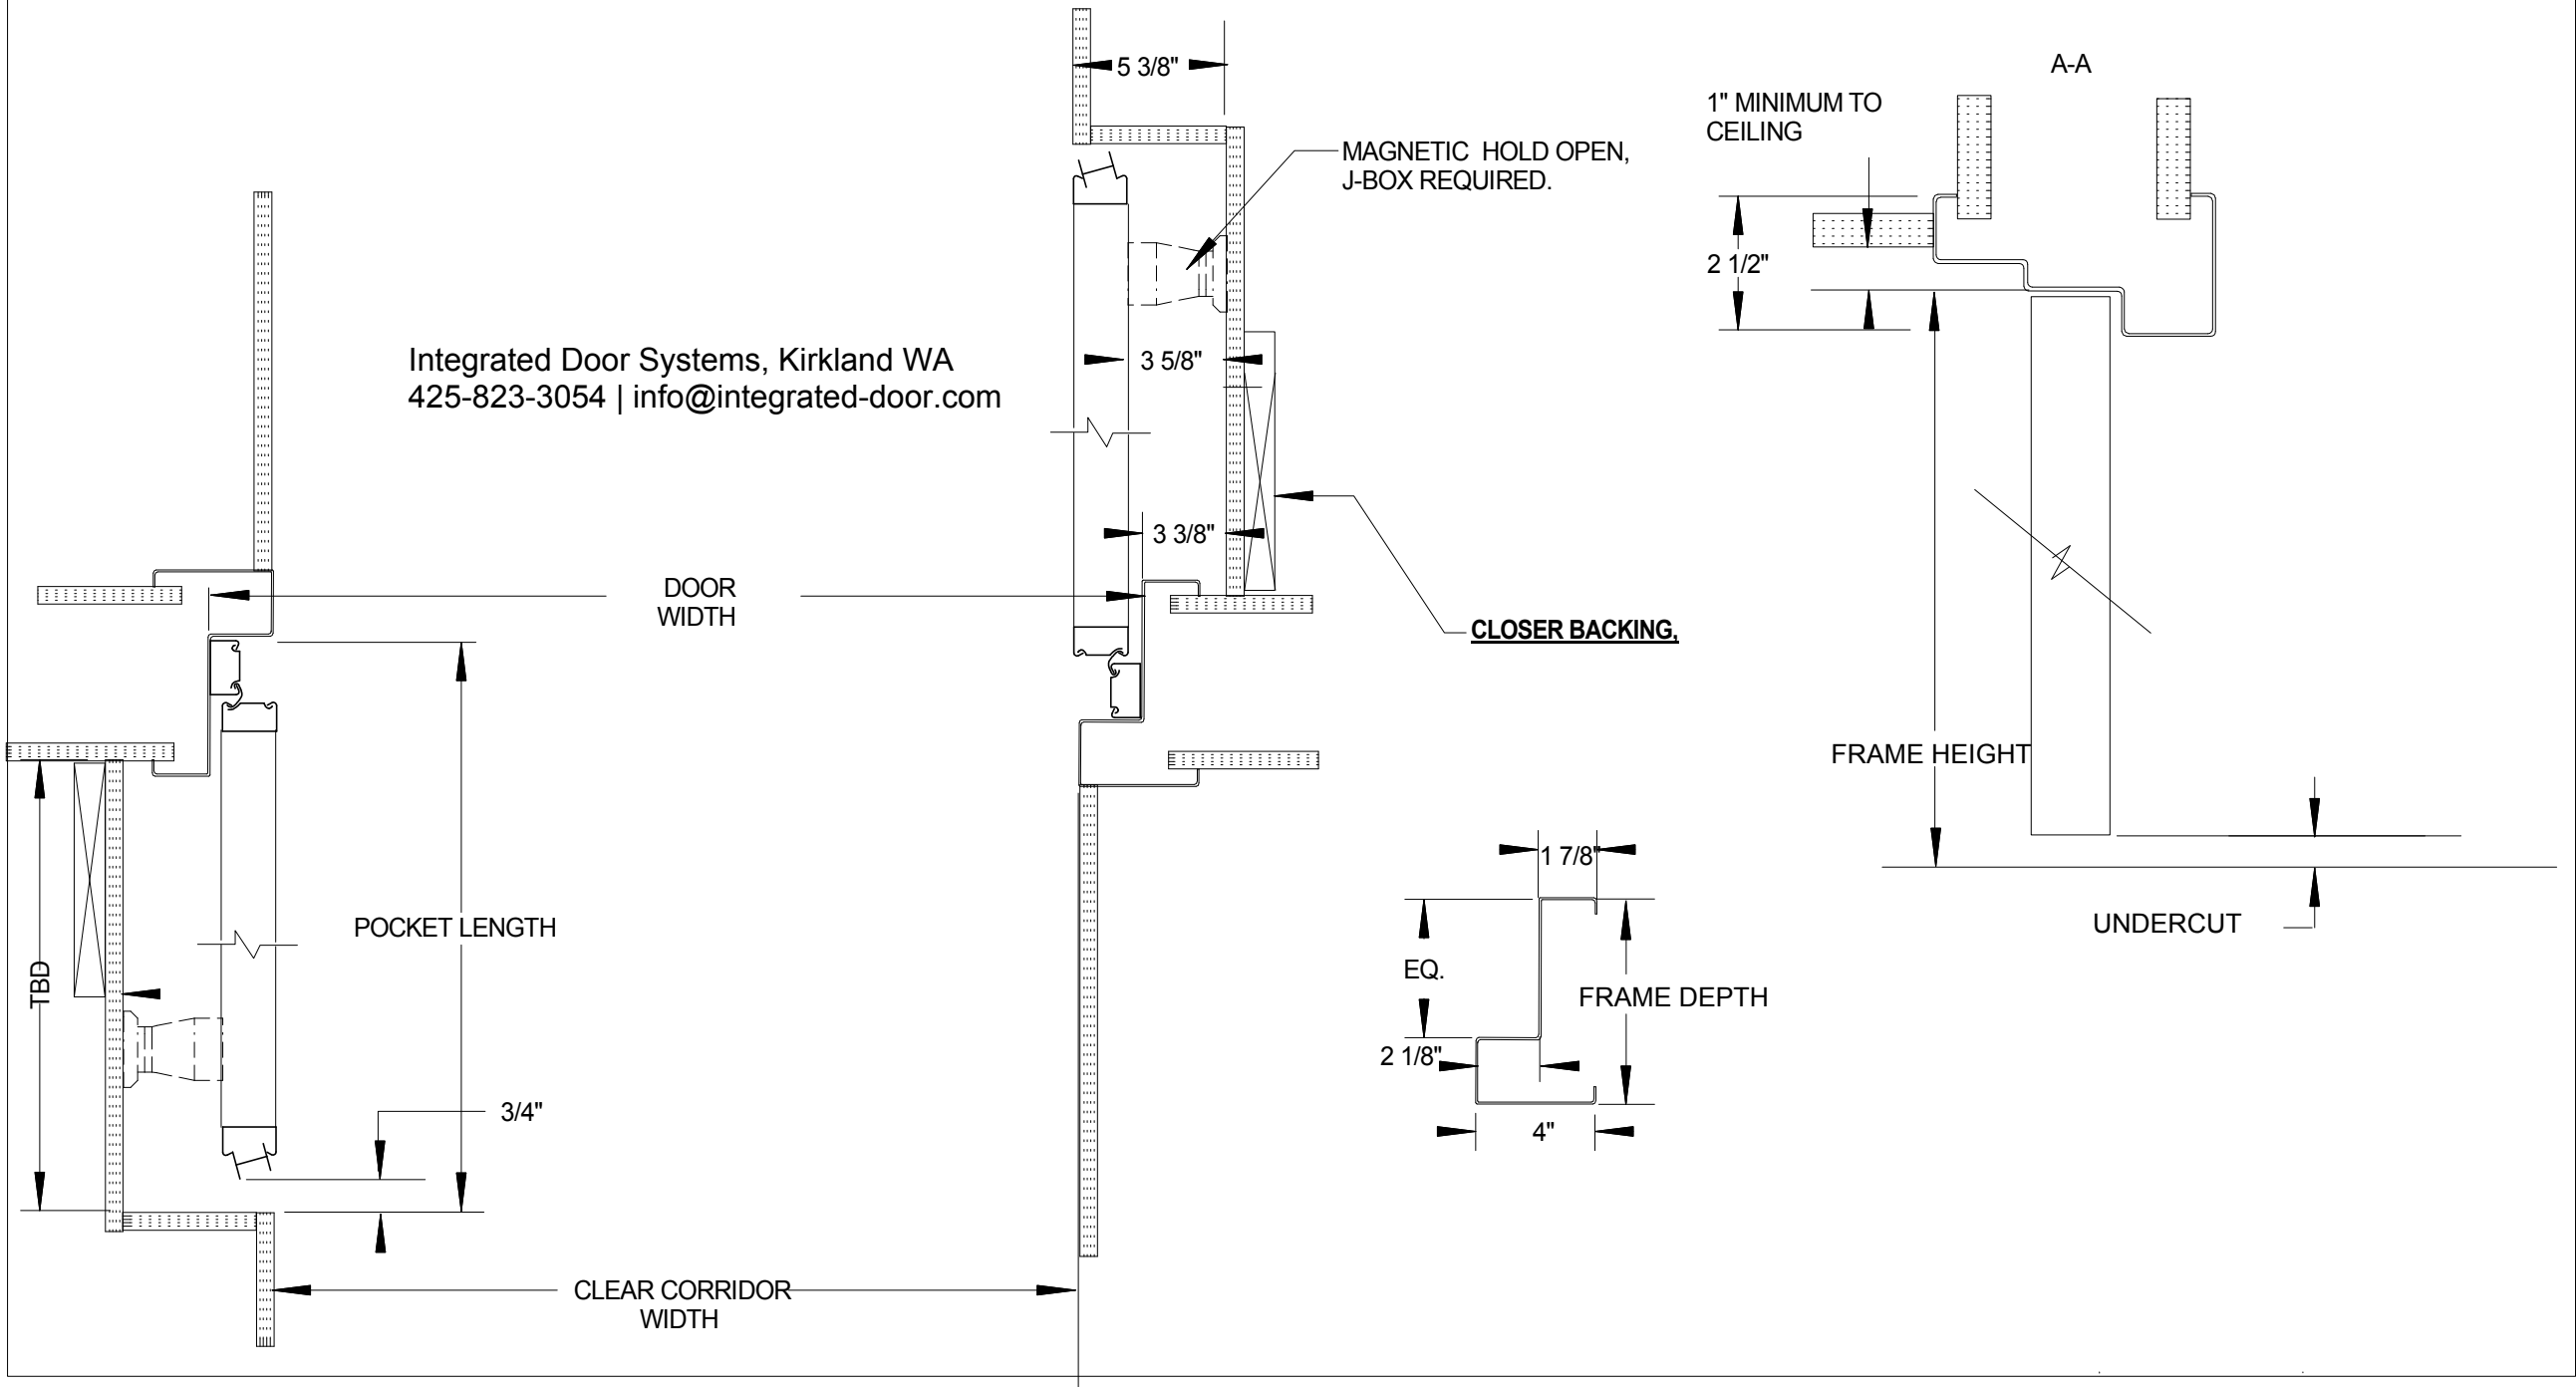 5 3/8"
A-A
1" MINIMUM TO
CEILING
MAGNETIC HOLD OPEN,
J-BOX REQUIRED.
2 1/2"
Integrated Door Systems, Kirkland WA
425-823-3054 | info@integrated-door.com
3 5/8"
3 3/8"
DOOR
WIDTH
CLOSER BACKING,
FRAME HEIGHT
1 7/8"
POCKET LENGTH
UNDERCUT
TBD
EQ.
FRAME DEPTH
2 1/8"
3/4"
4"
CLEAR CORRIDOR
WIDTH